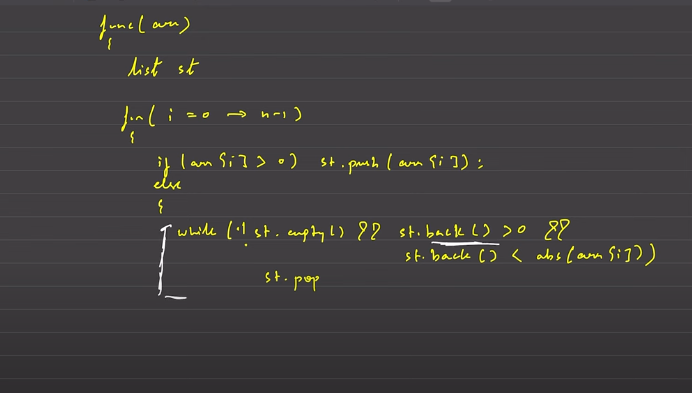 func(arr)
{
list st
for( i = 0 → n-1)
{
if (arr[i] > 0) st.push(arr[i]);
else
{
while (! st.empty() && st.back() > 0 &&
st.back() < abs(arr[i]))
st.pop